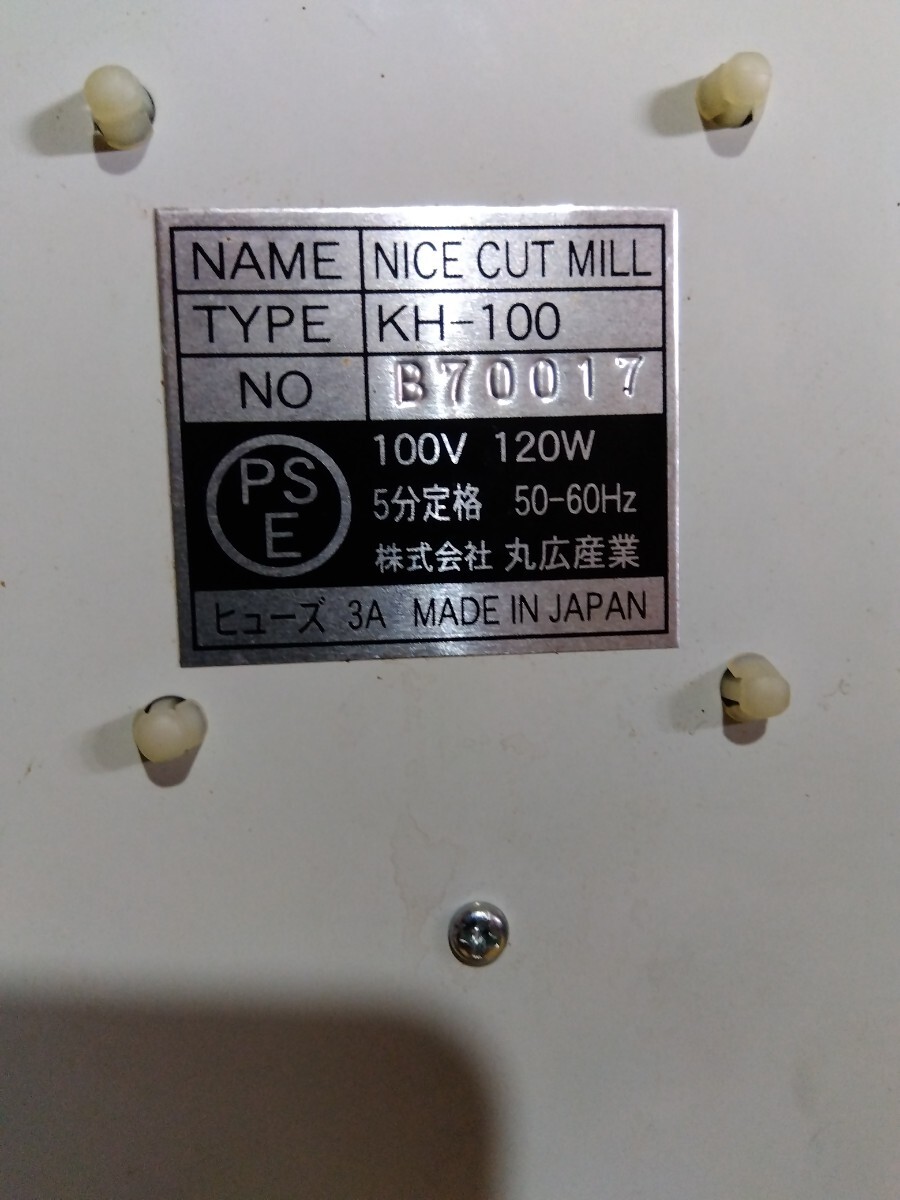 NAME NICE CUT MILL
TYPE KH-100
NO B70017
PS
E
100V 120W
5分定格 50-60Hz
株式会社 丸広産業
ヒューズ 3A MADE IN JAPAN